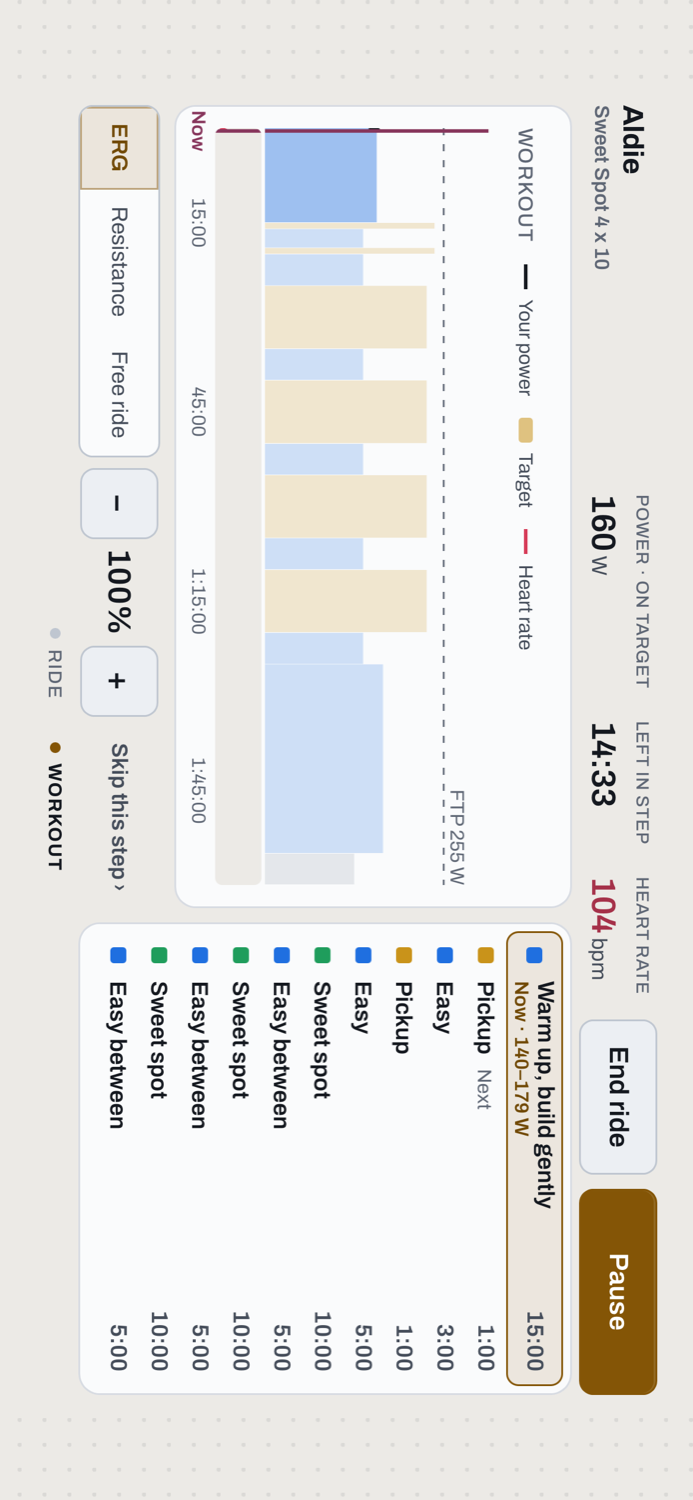 Aldie
Sweet Spot 4 x 10
POWER · ON TARGET
160 W
LEFT IN STEP
14:33
HEART RATE
104 bpm
End ride
Pause
WORKOUT
Your power
Target
Heart rate
FTP 255 W
Now
15:00
45:00
1:15:00
1:45:00
Warm up, build gently
Now · 140–179 W
15:00
Pickup Next 1:00
Easy 3:00
Pickup 1:00
Easy 5:00
Sweet spot 10:00
Easy between 5:00
Sweet spot 10:00
Easy between 5:00
Sweet spot 10:00
Easy between 5:00
ERG
Resistance
Free ride
−
100%
+
Skip this step ›
RIDE
WORKOUT